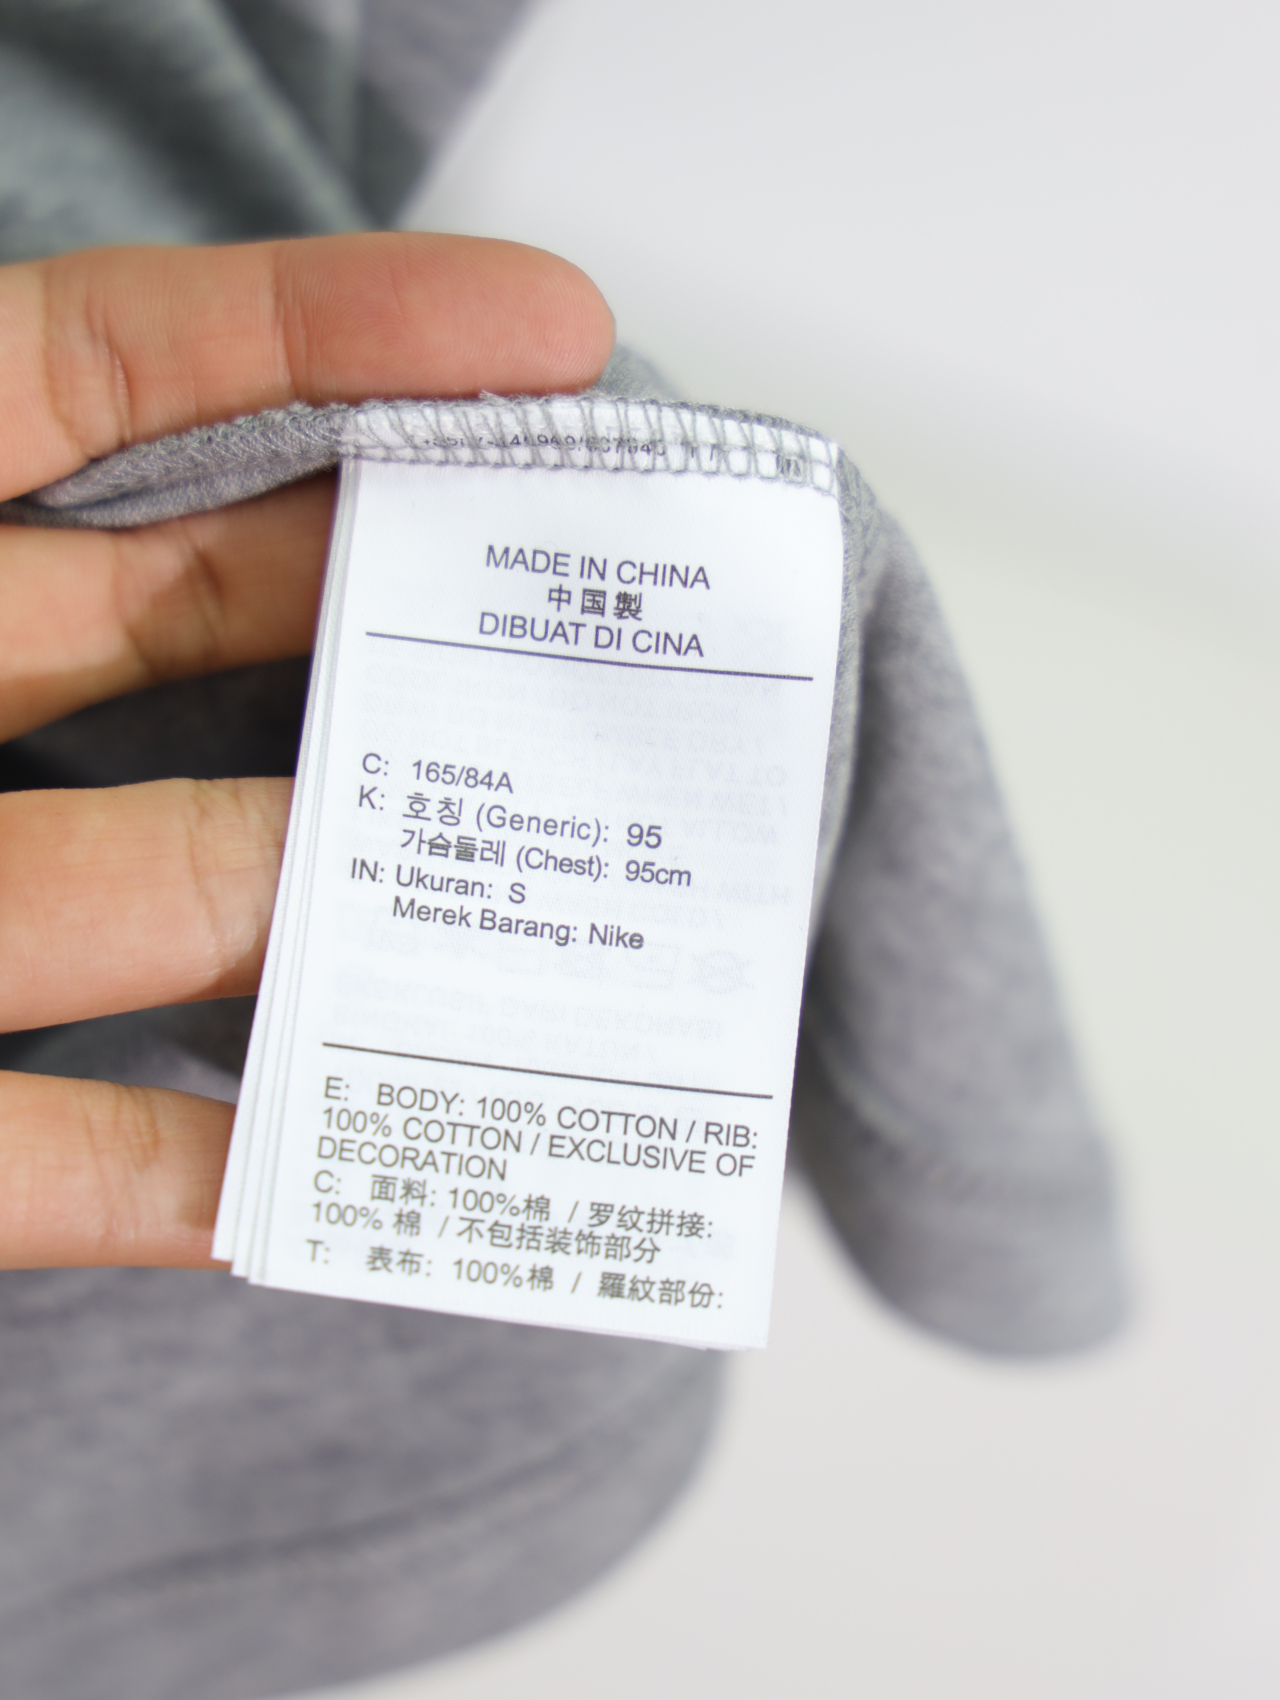 MADE IN CHINA
中国製
DIBUAT DI CINA
C: 165/84A
K: 호칭 (Generic): 95
가슴둘레 (Chest): 95cm
IN: Ukuran: S
Merek Barang: Nike
E: BODY: 100% COTTON / RIB:
100% COTTON / EXCLUSIVE OF
DECORATION
C: 面料: 100%棉 / 罗纹拼接:
100% 棉 / 不包括装饰部分
T: 表布: 100%棉 / 羅紋部份: